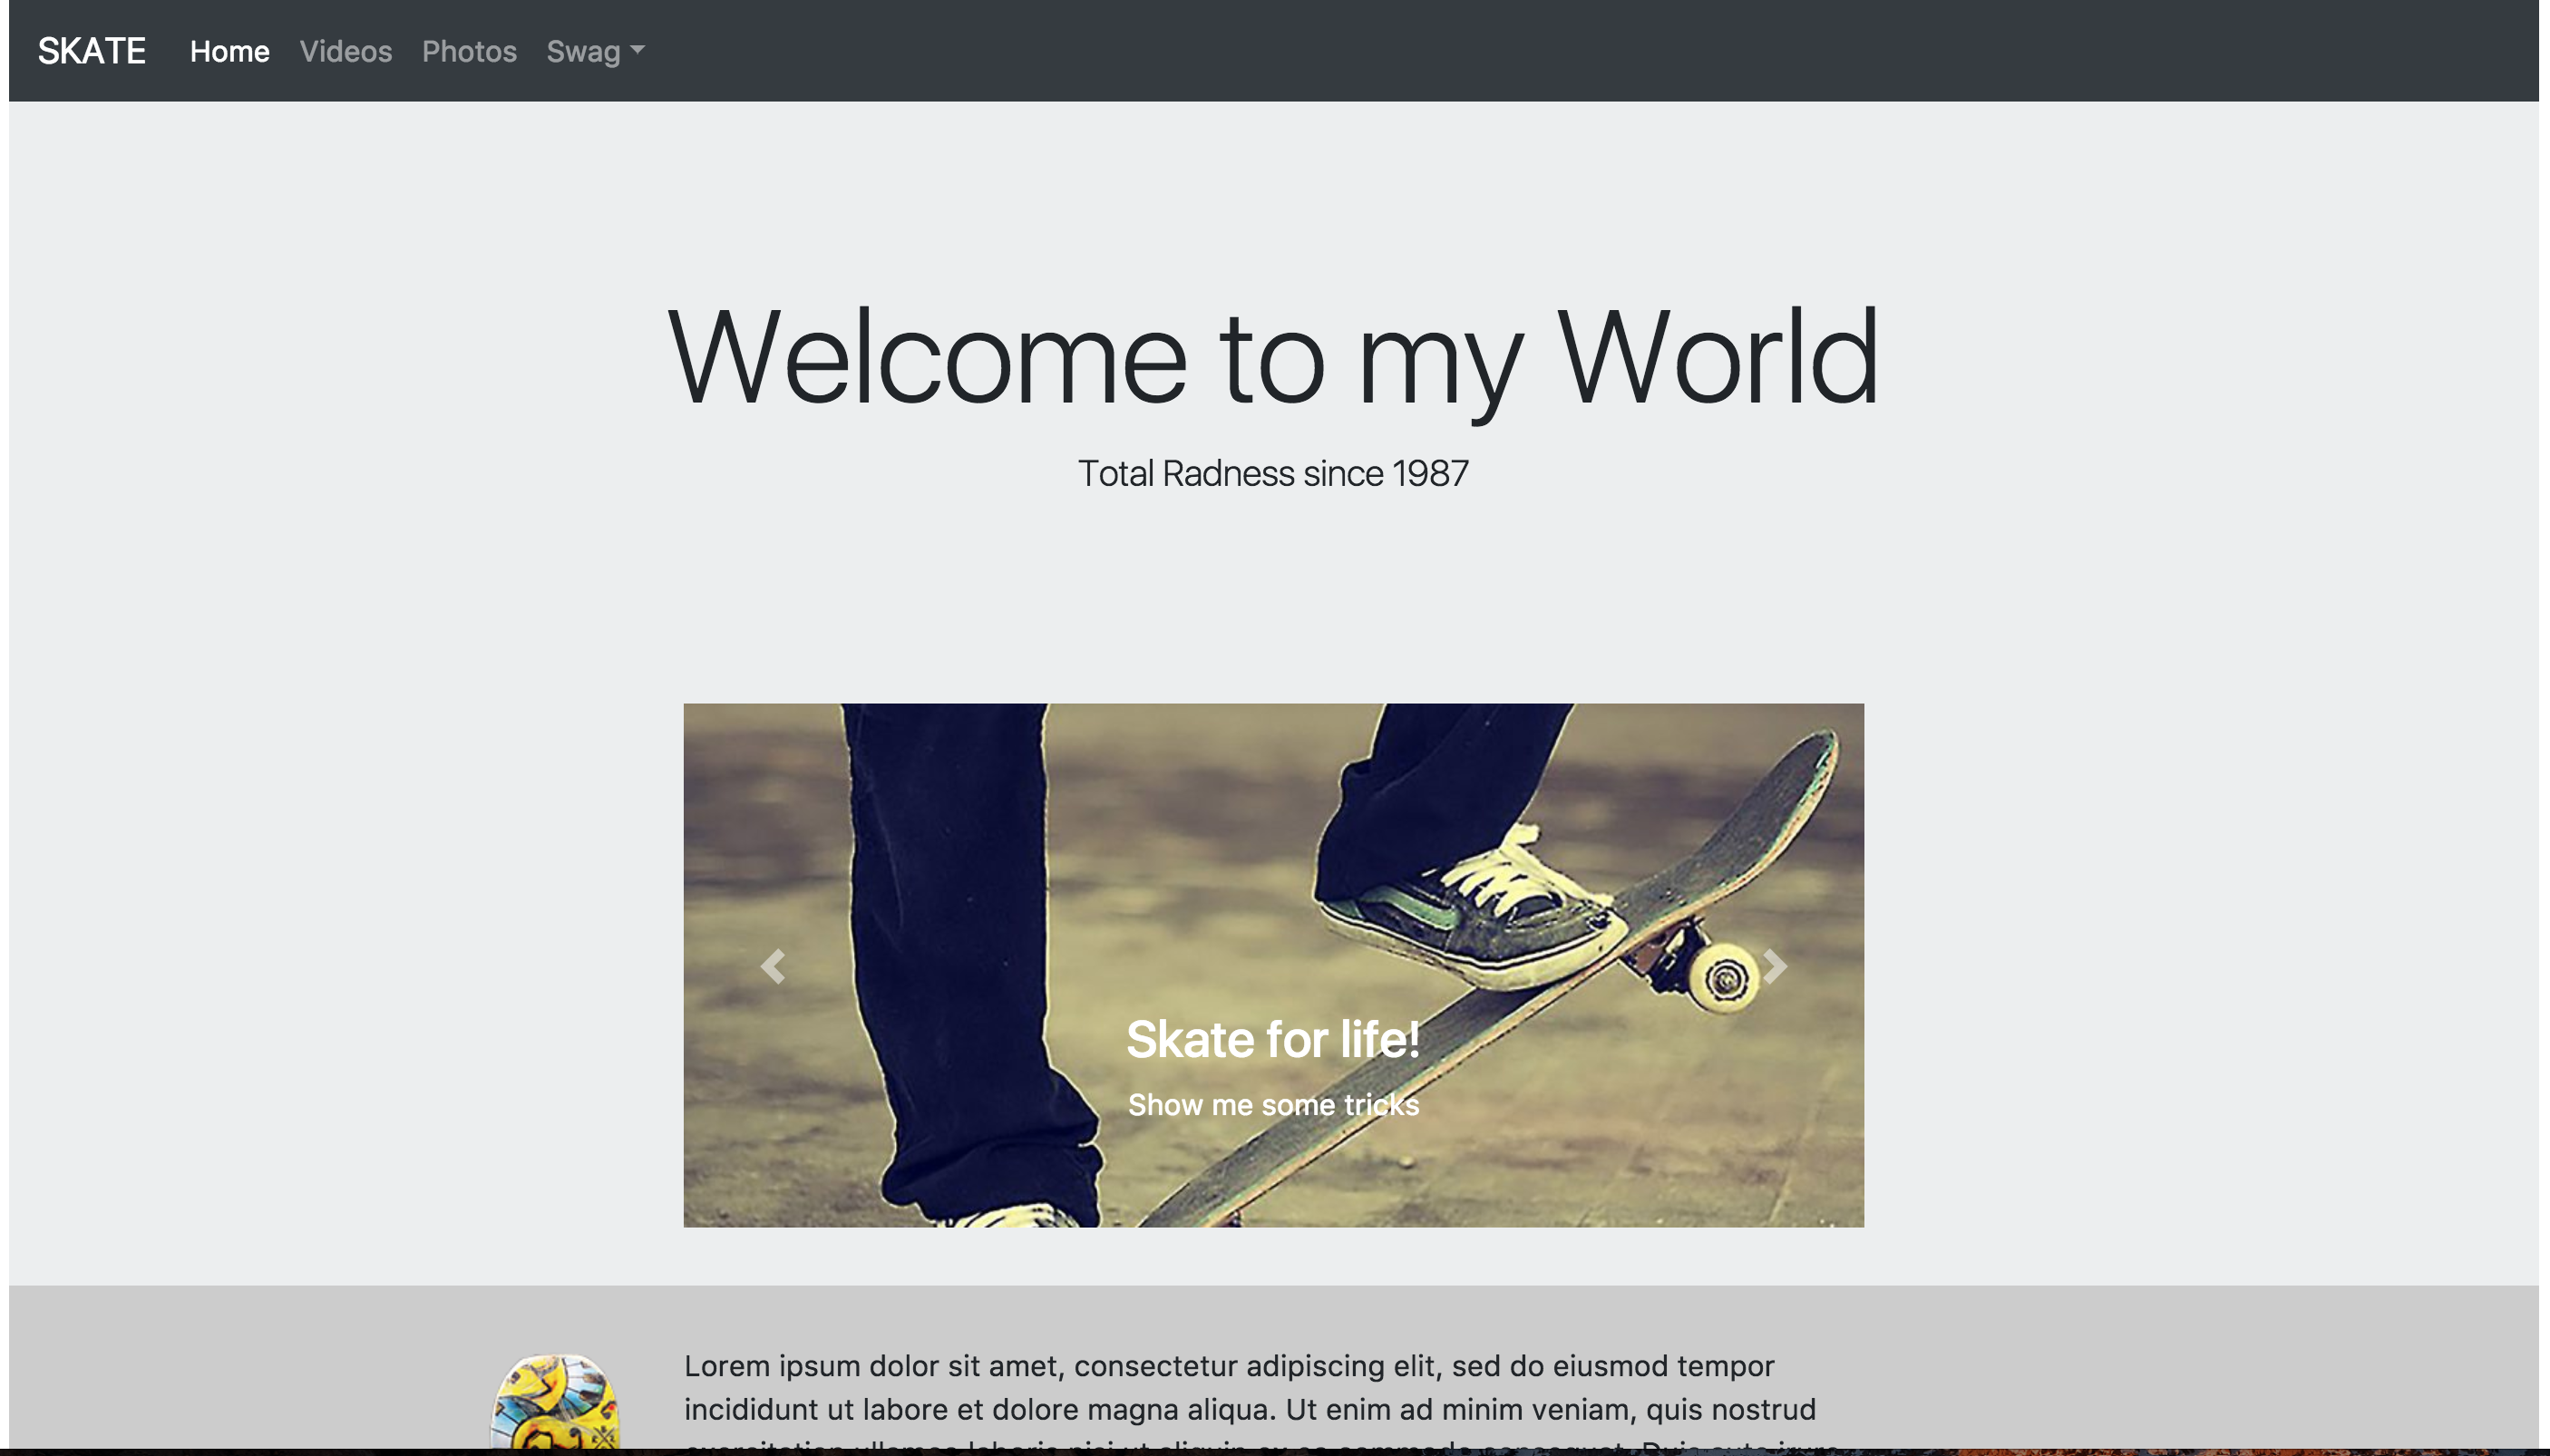 SKATE Home Videos Photos Swag
Welcome to my World
Total Radness since 1987
Skate for life!
Show me some tricks
Lorem ipsum dolor sit amet, consectetur adipiscing elit, sed do eiusmod tempor
incididunt ut labore et dolore magna aliqua. Ut enim ad minim veniam, quis nostrud